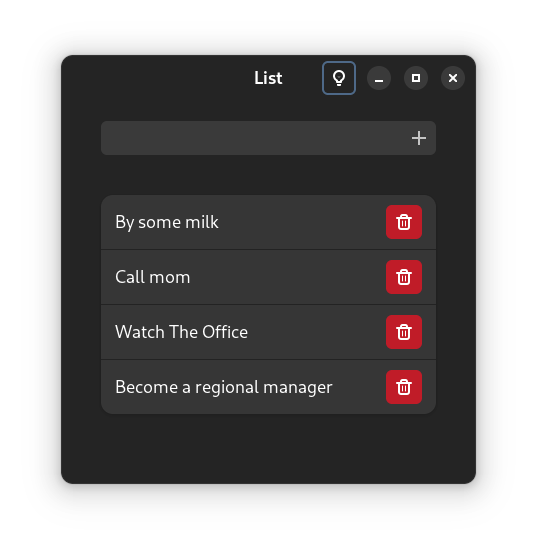 List
By some milk
Call mom
Watch The Office
Become a regional manager